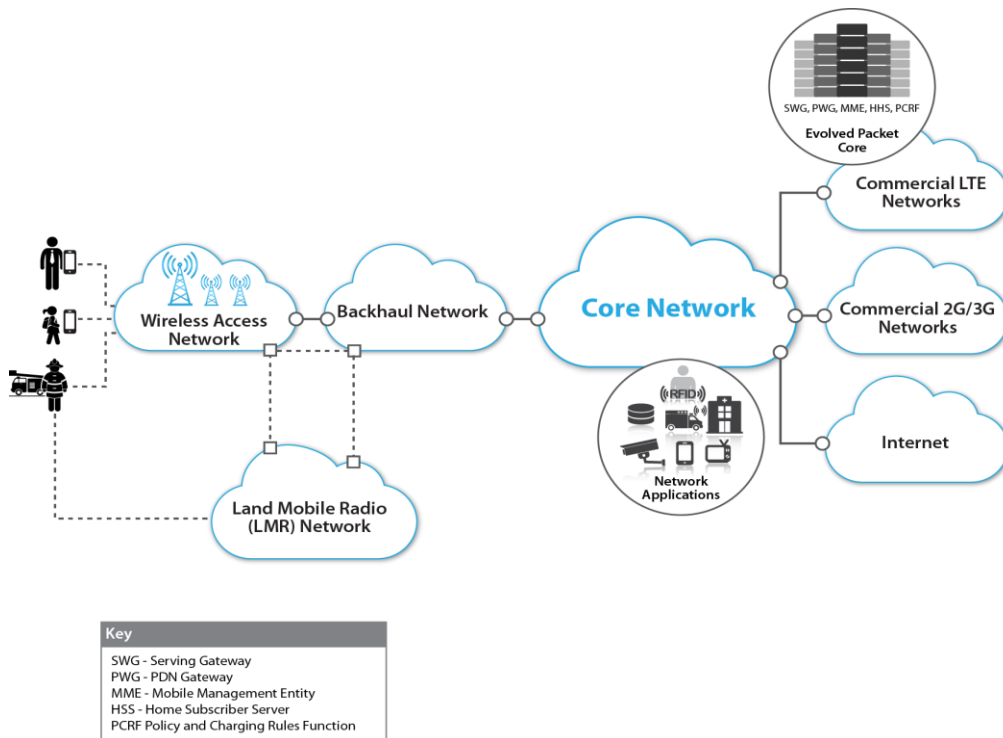 SWG, PWG, MME, HHS, PCRF
Evolved Packet
Core
Commercial LTE
Networks
Wireless Access
Network
Backhaul Network
Core Network
Commercial 2G/3G
Networks
RFID
Network
Applications
Internet
Land Mobile Radio
(LMR) Network
Key
SWG - Serving Gateway
PWG - PDN Gateway
MME - Mobile Management Entity
HSS - Home Subscriber Server
PCRF Policy and Charging Rules Function